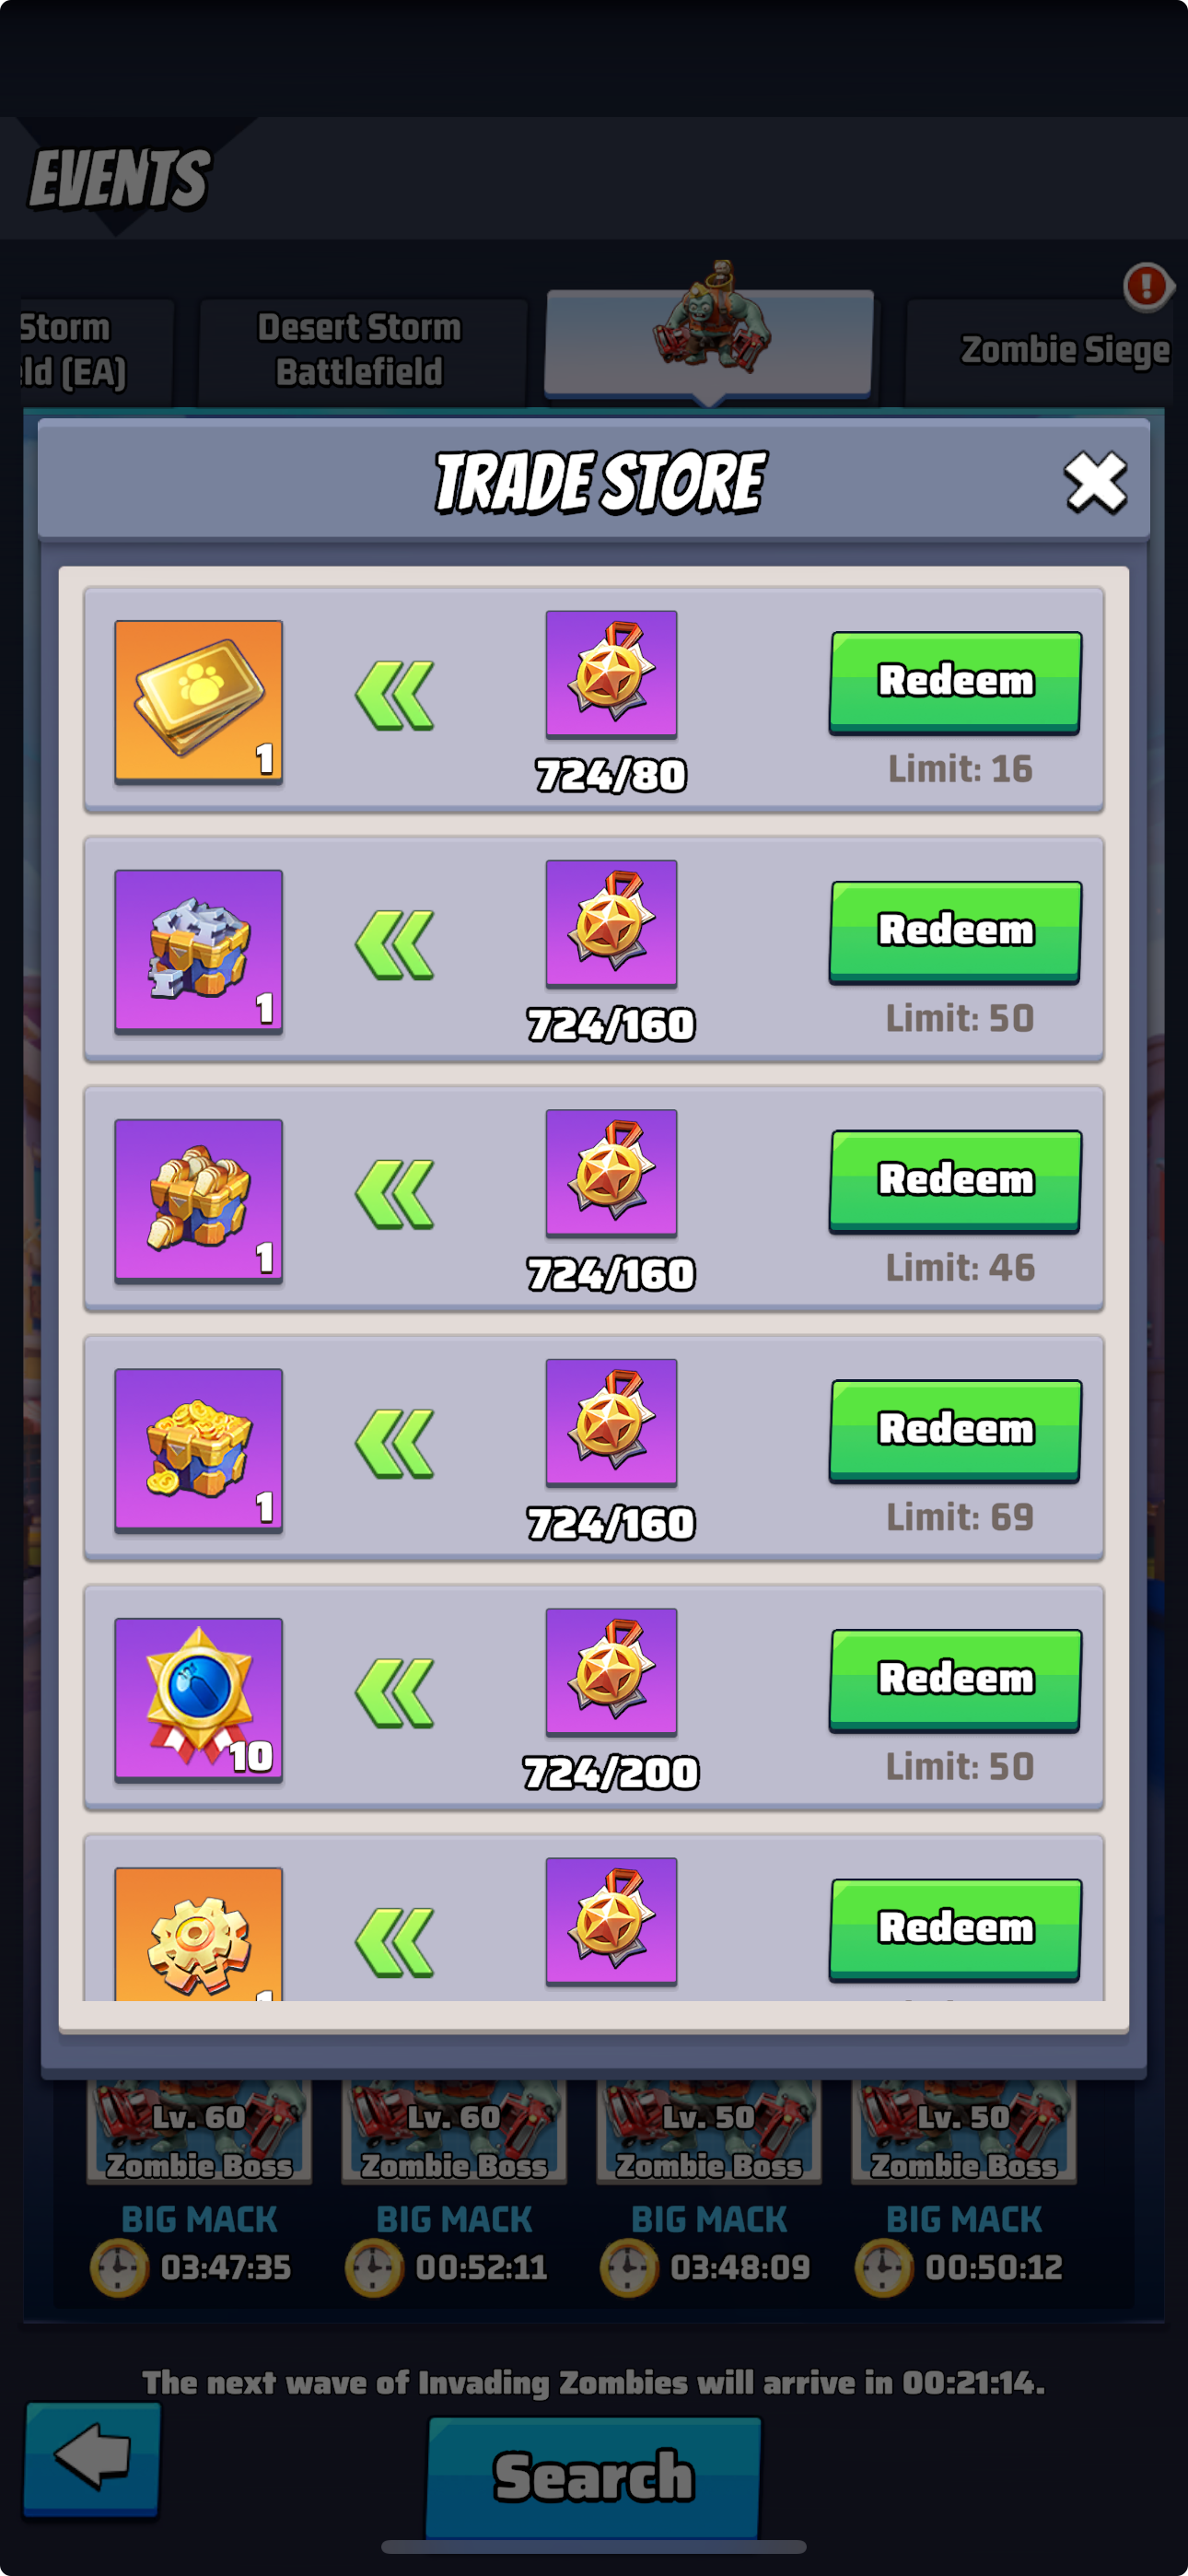 EVENTS
Storm
ld (EA)
Desert Storm
Battlefield
!
Zombie Siege
TRADE STORE
1
724/80
Redeem
Limit: 16
1
724/160
Redeem
Limit: 50
1
724/160
Redeem
Limit: 46
1
724/160
Redeem
Limit: 69
10
724/200
Redeem
Limit: 50
Redeem
Lv. 60
Zombie Boss
BIG MACK
03:47:35
Lv. 60
Zombie Boss
BIG MACK
00:52:11
Lv. 50
Zombie Boss
BIG MACK
03:48:09
Lv. 50
Zombie Boss
BIG MACK
00:50:12
The next wave of Invading Zombies will arrive in 00:21:14.
Search